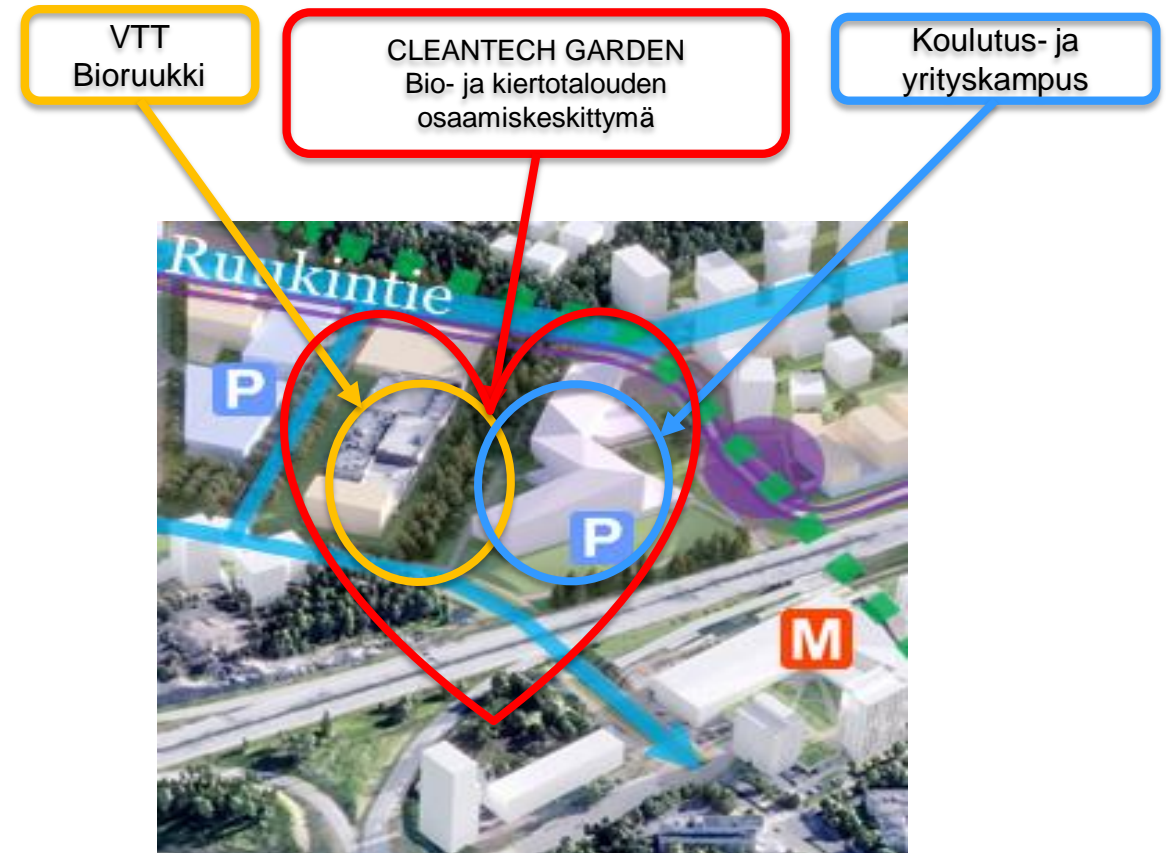 VTT
Bioruukki
CLEANTECH GARDEN
Bio- ja kiertotalouden
osaamiskeskittymä
Koulutus- ja
yrityskampus
Ruukintie
P
P
M